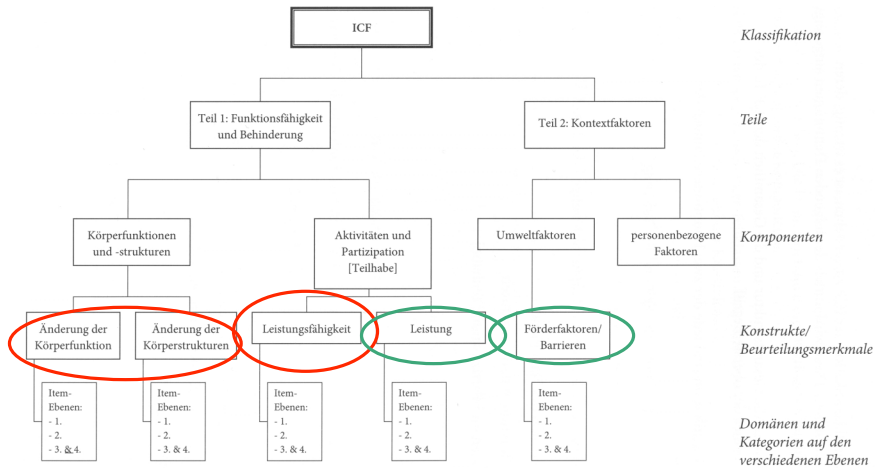 ICF
Klassifikation
Teil 1: Funktionsfähigkeit
und Behinderung
Teil 2: Kontextfaktoren
Teile
Körperfunktionen
und -strukturen
Aktivitäten und
Partizipation
[Teilhabe]
Umweltfaktoren
personenbezogene
Faktoren
Komponenten
Änderung der
Körperfunktion
Änderung der
Körperstrukturen
Leistungsfähigkeit
Leistung
Förderfaktoren/
Barrieren
Konstrukte/
Beurteilungsmerkmale
Item-
Ebenen:
- 1.
- 2.
- 3. & 4.
Item-
Ebenen:
- 1.
- 2.
- 3. & 4.
Item-
Ebenen:
- 1.
- 2.
- 3. & 4.
Item-
Ebenen:
- 1.
- 2.
- 3. & 4.
Item-
Ebenen:
- 1.
- 2.
- 3. & 4.
Domänen und
Kategorien auf den
verschiedenen Ebenen